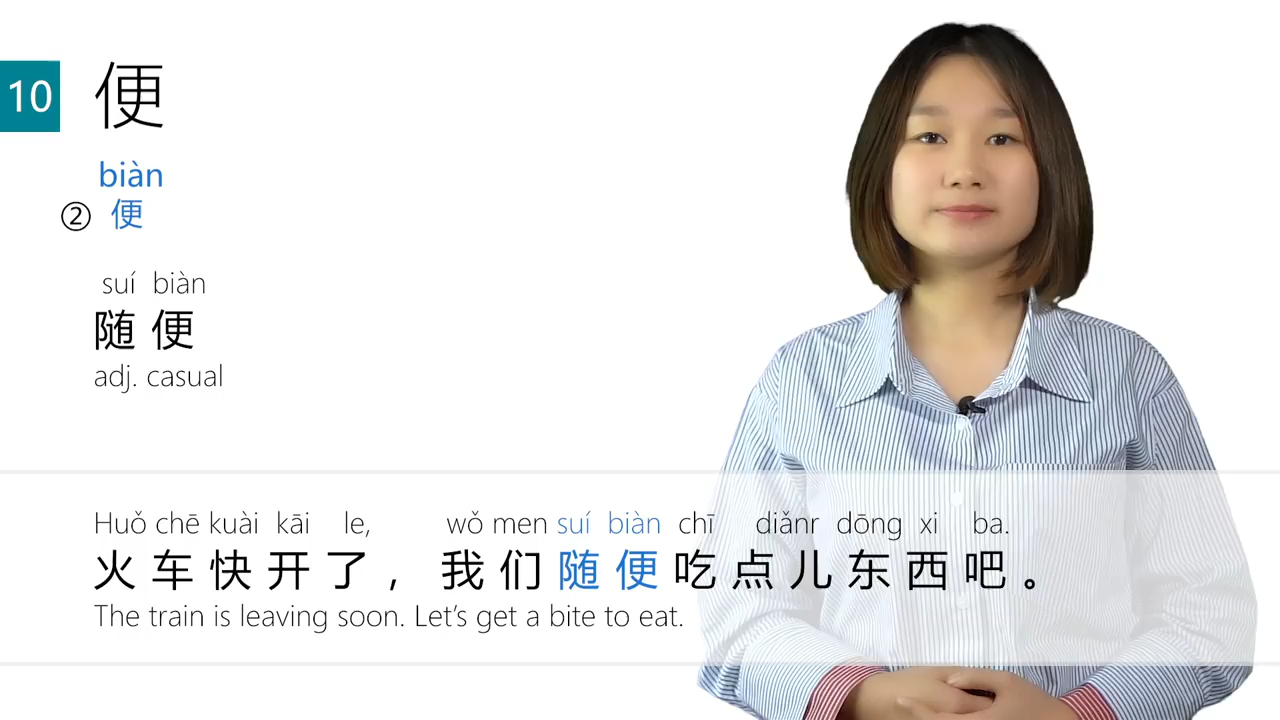 10 便
biàn
② 便
suí biàn
随便
adj. casual
Huǒ chē kuài kāi le, wǒ men suí biàn chī diǎnr dōng xi ba.
火车快开了，我们随便吃点儿东西吧。
The train is leaving soon. Let's get a bite to eat.